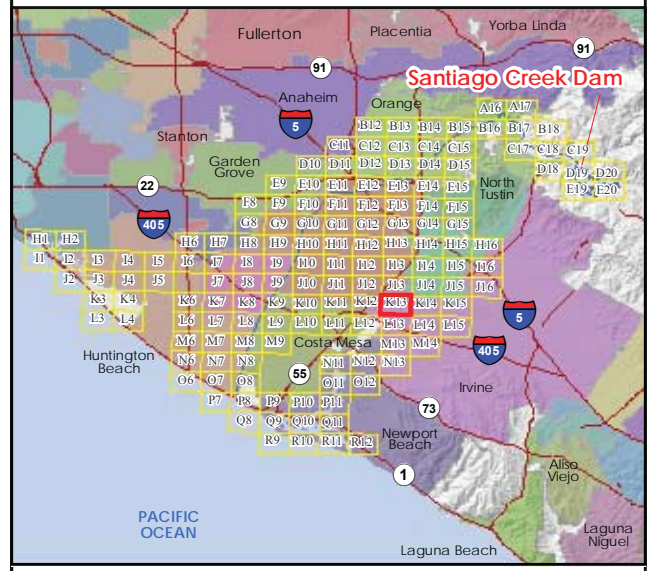 Fullerton
Placentia
Yorba Linda
91
91
Santiago Creek Dam
Anaheim
Orange
A16 A17
5
B12 B13 B14 B15 B16 B17 B18
Stanton
C11 C12 C13 C14 C15 C17 C18 C19
Garden
Grove
D10 D11 D12 D13 D14 D15 D18 D19 D20
22
E9 E10 E11 E12 E13 E14 E15 E19 E20
North
Tustin
F8 F9 F10 F11 F12 F13 F14 F15
405
G8 G9 G10 G11 G12 G13 G14 G15
H1 H2 H6 H7 H8 H9 H10 H11 H12 H13 H14 H15 H16
I1 I2 I3 I4 I5 I6 I7 I8 I9 I10 I11 I12 I13 I14 I15 I16
J2 J3 J4 J5 J7 J8 J9 J10 J11 J12 J13 J14 J15 J16
K3 K4 K6 K7 K8 K9 K10 K11 K12 K13 K14 K15
5
L3 L4 L6 L7 L8 L9 L10 L11 L12 L13 L14 L15
M6 M7 M8 M9 Costa Mesa M13 M14
405
Huntington
Beach
N6 N7 N8 N11 N12 N13
55
O6 O7 O8 O11 O12
Irvine
P7 P8 P9 P10 P11
73
Q8 Q9 Q10 Q11
Newport
Beach
R9 R10 R11 R12
1
Aliso
Viejo
PACIFIC
OCEAN
Laguna
Niguel
Laguna Beach